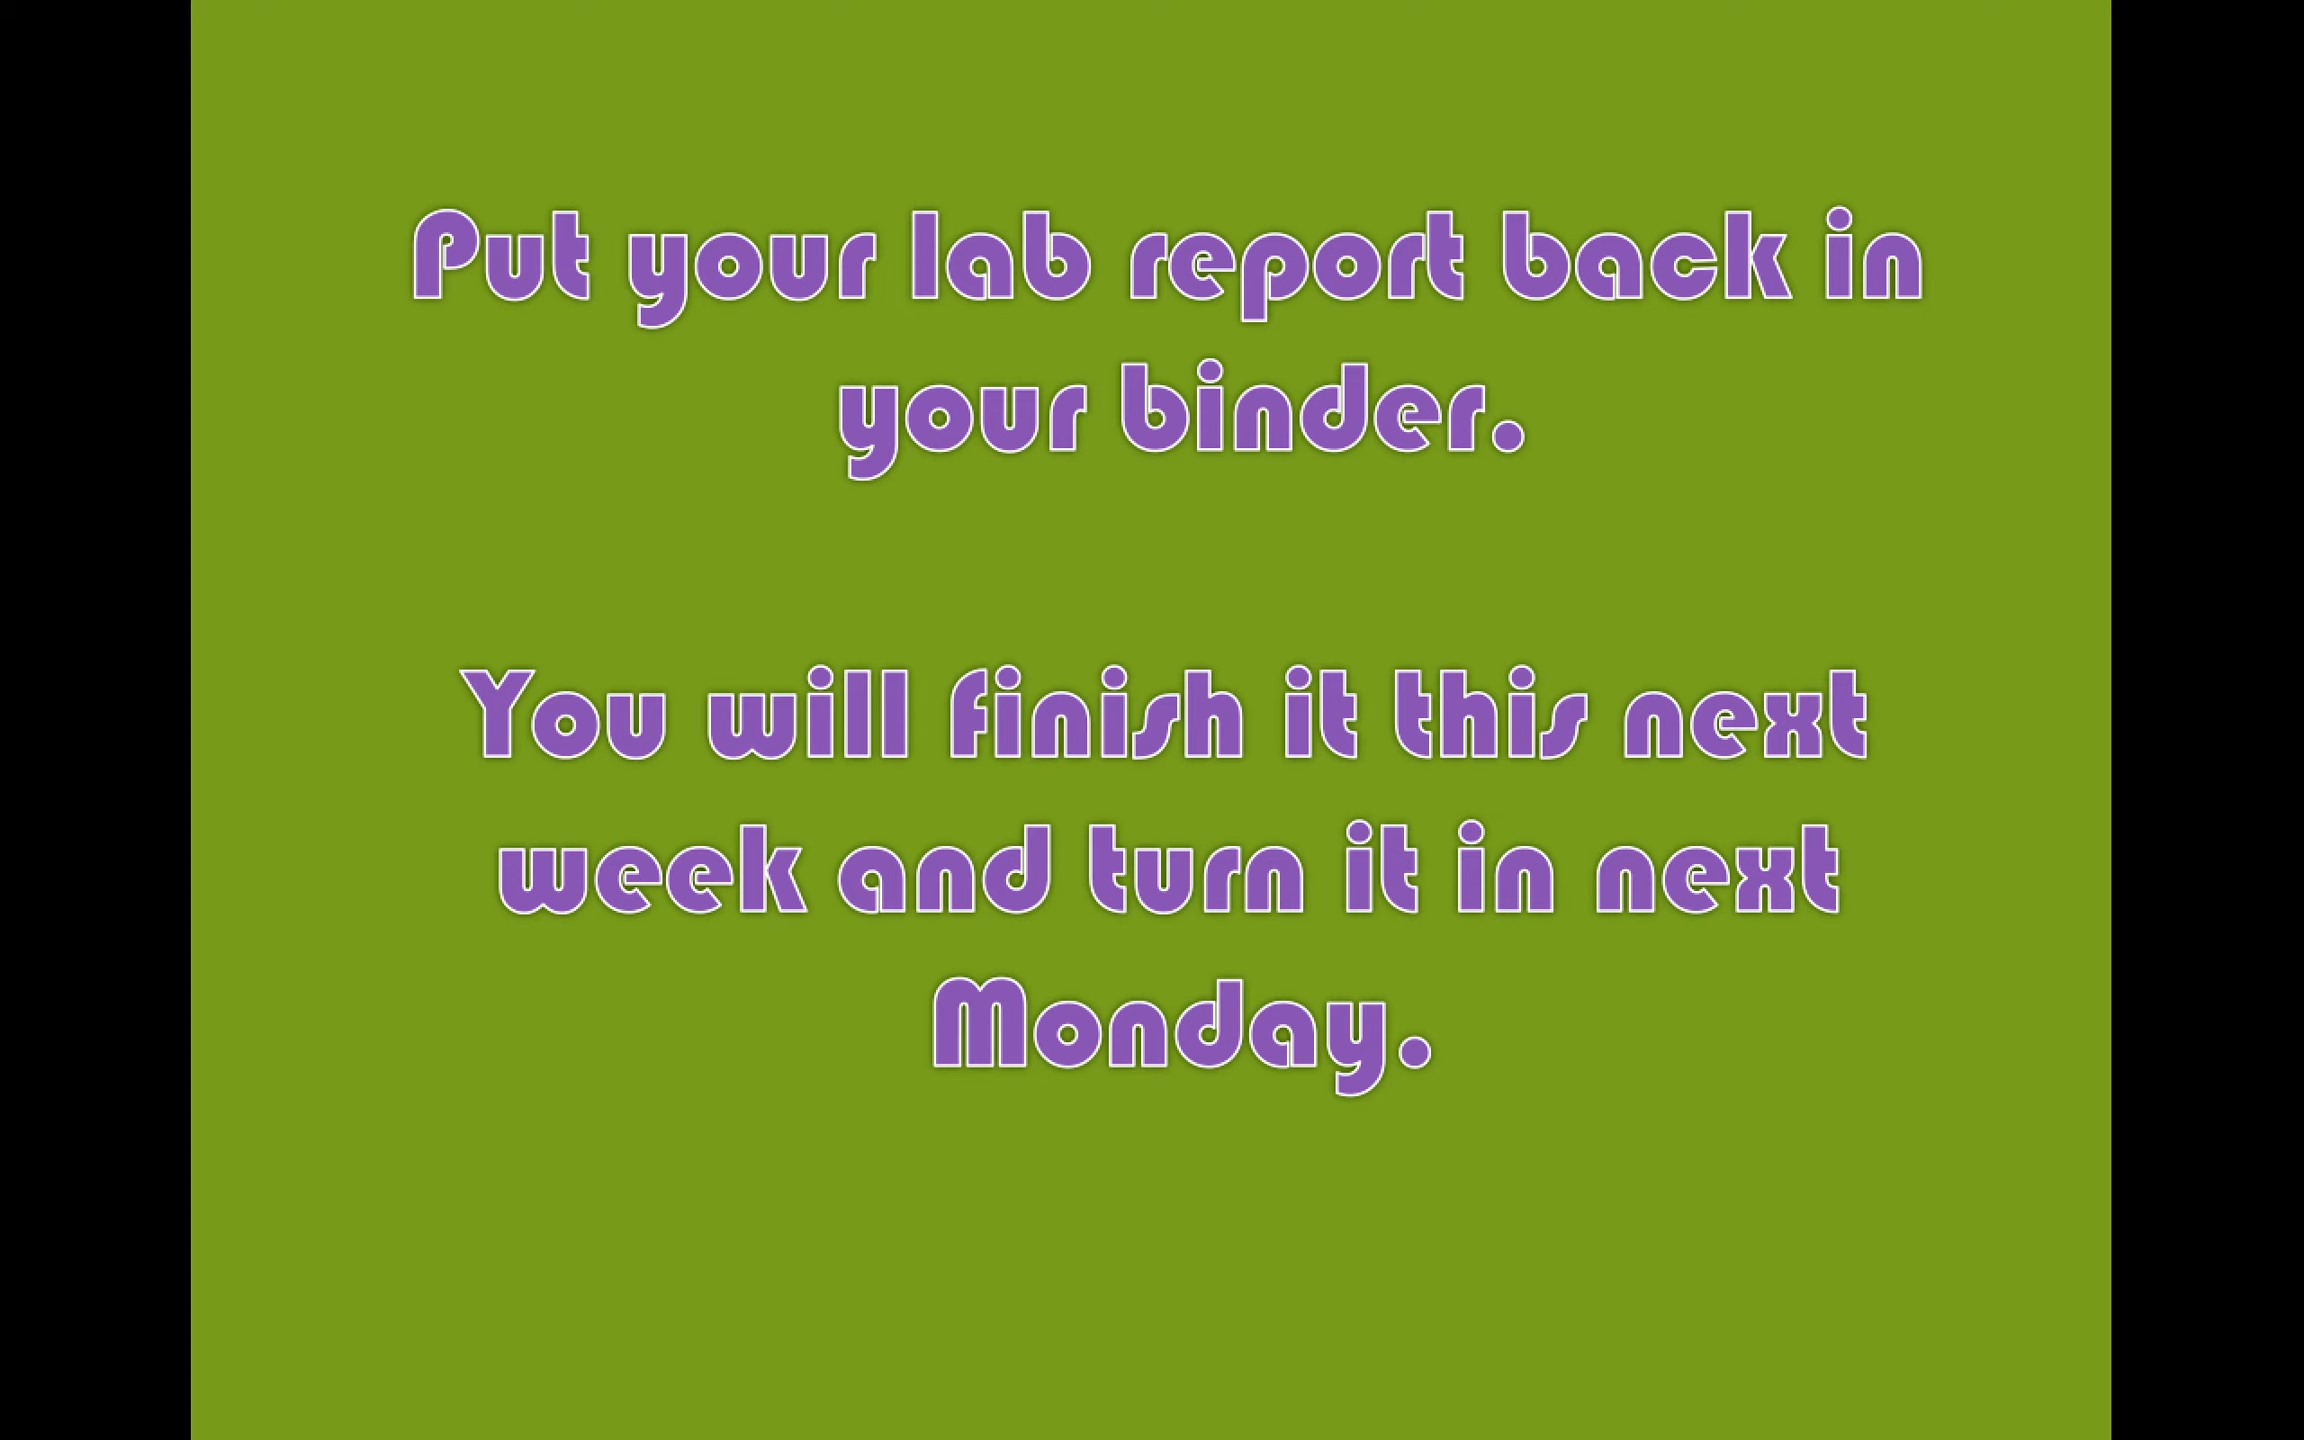 Put your lab report back in
your binder.
You will finish it this next
week and turn it in next
Monday.